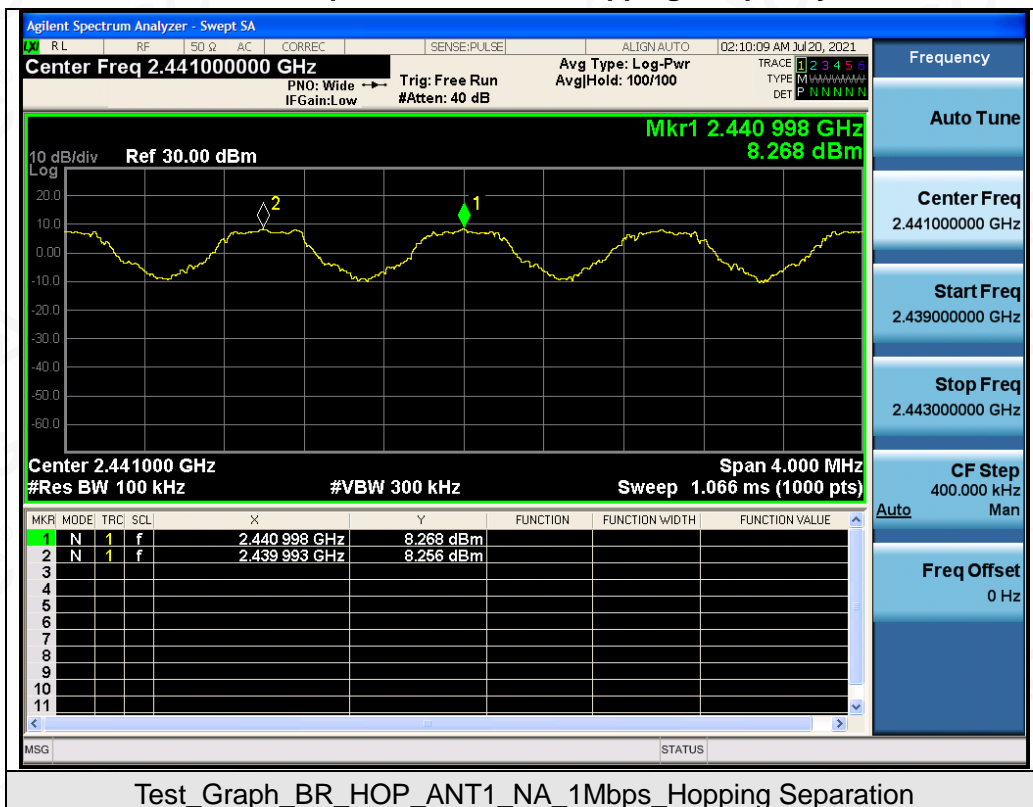 Agilent Spectrum Analyzer - Swept SA
LXI RL RF 50 Ω AC CORREC SENSE:PULSE ALIGN AUTO 02:10:09 AM Jul 20, 2021
Center Freq 2.441000000 GHz
PNO: Wide
IFGain:Low
Trig: Free Run
#Atten: 40 dB
Avg Type: Log-Pwr
Avg|Hold: 100/100
TRACE 1 2 3 4 5 6
TYPE M WWWWW
DET P N N N N N
Mkr1 2.440 998 GHz
8.268 dBm
10 dB/div Ref 30.00 dBm
Log
20.0
10.0
0.00
-10.0
-20.0
-30.0
-40.0
-50.0
-60.0
2
1
Center 2.441000 GHz Span 4.000 MHz
#Res BW 100 kHz #VBW 300 kHz Sweep 1.066 ms (1000 pts)
MKR MODE TRC SCL X Y FUNCTION FUNCTION WIDTH FUNCTION VALUE
1 N 1 f 2.440 998 GHz 8.268 dBm
2 N 1 f 2.439 993 GHz 8.256 dBm
3
4
5
6
7
8
9
10
11
MSG STATUS
Frequency
Auto Tune
Center Freq
2.441000000 GHz
Start Freq
2.439000000 GHz
Stop Freq
2.443000000 GHz
CF Step
400.000 kHz
Auto Man
Freq Offset
0 Hz
Test_Graph_BR_HOP_ANT1_NA_1Mbps_Hopping Separation